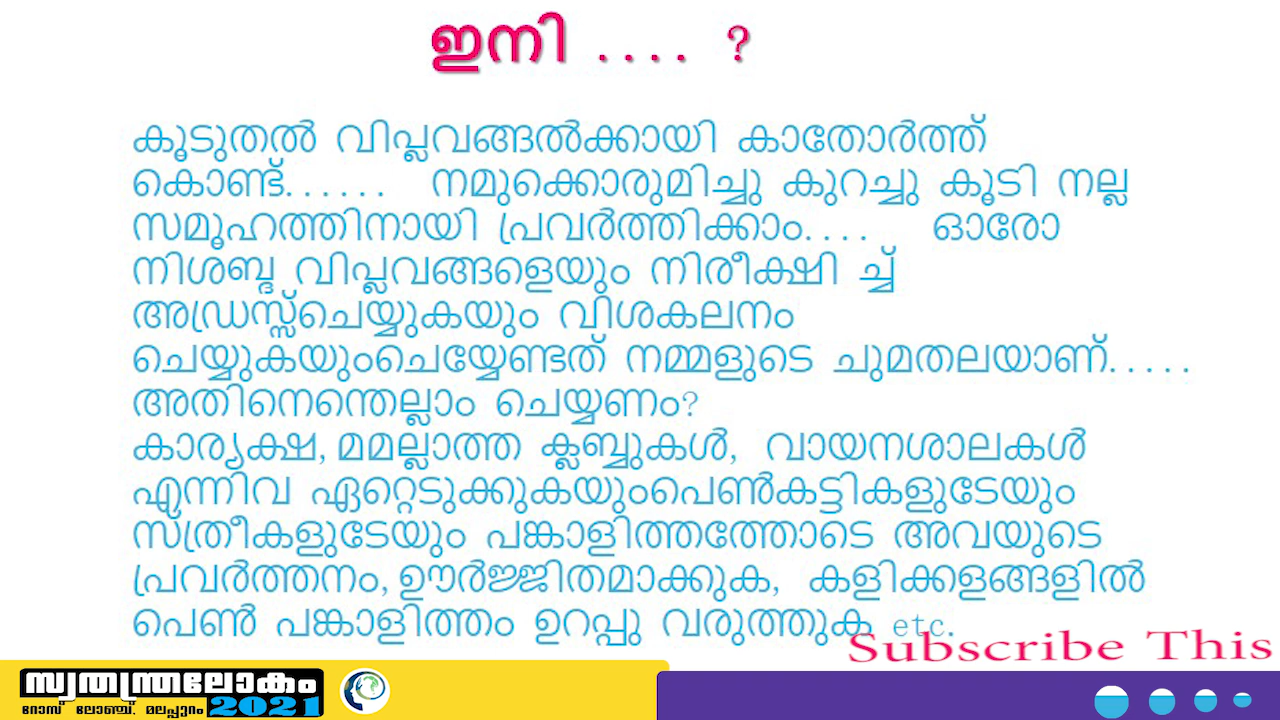 ഇനി .... ?
കൂടുതൽ വിപ്ലവങ്ങൽക്കായി കാതോർത്ത്
കൊണ്ട്...... നമുക്കൊരുമിച്ചു കുറച്ചു കൂടി നല്ല
സമൂഹത്തിനായി പ്രവർത്തിക്കാം.... ഓരോ
നിശബ്ദ വിപ്ലവങ്ങളെയും നിരീക്ഷി ച്ച്
അഡ്രസ്സ്ചെയ്യുകയും വിശകലനം
ചെയ്യുകയുംചെയ്യേണ്ടത് നമ്മളുടെ ചുമതലയാണ്.....
അതിനെന്തെല്ലാം ചെയ്യണം?
കാര്യക്ഷ, മമല്ലാത്ത ക്ലബ്ബുകൾ, വായനശാലകൾ
എന്നിവ ഏറ്റെടുക്കുകയുംപെൺകട്ടികളുടേയും
സ്ത്രീകളുടേയും പങ്കാളിത്തത്തോടെ അവയുടെ
പ്രവർത്തനം, ഊർജ്ജിതമാക്കുക, കളിക്കളങ്ങളിൽ
പെൺ പങ്കാളിത്തം ഉറപ്പു വരുത്തുക etc.
Subscribe This
സ്വതന്ത്രലോകം
റോസ് ലോഞ്ച്. മലപ്പുറം 2021